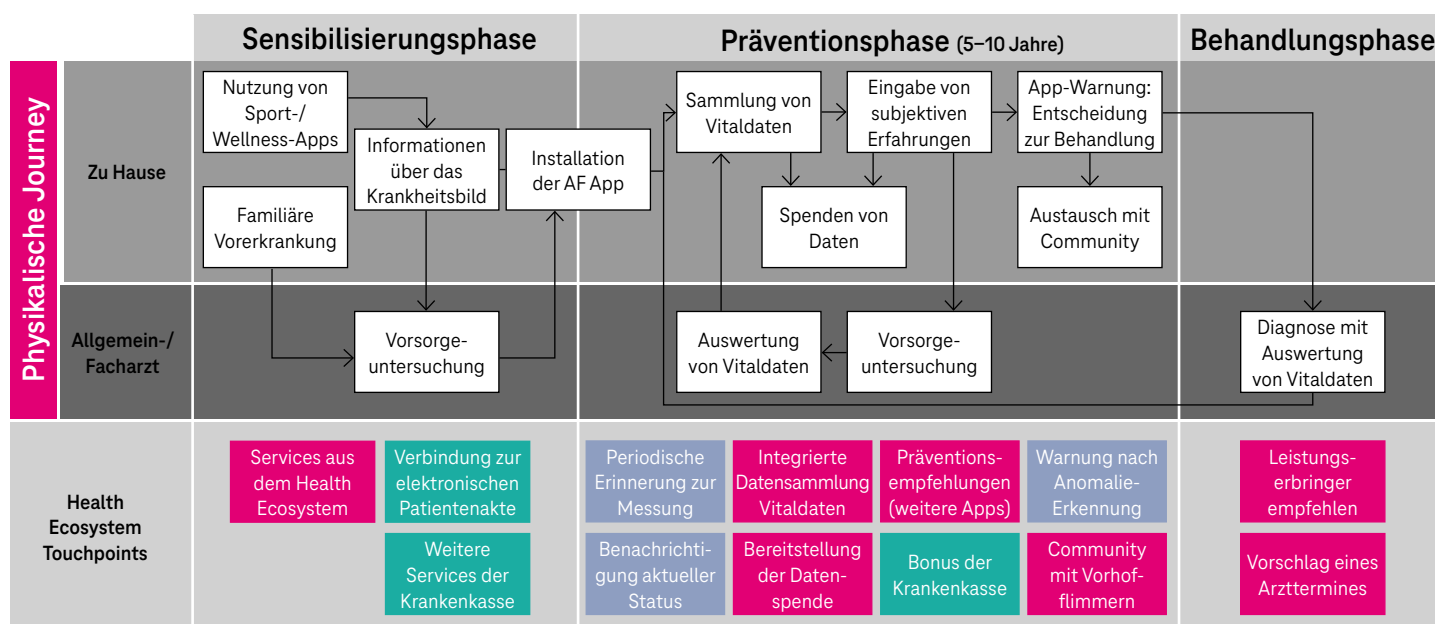 Sensibilisierungsphase
Präventionsphase (5–10 Jahre)
Behandlungsphase
Physikalische Journey
Zu Hause
Nutzung von
Sport-/
Wellness-Apps
Informationen
über das
Krankheitsbild
Familiäre
Vorerkrankung
Installation
der AF App
Sammlung von
Vitaldaten
Eingabe von
subjektiven
Erfahrungen
App-Warnung:
Entscheidung
zur Behandlung
Spenden von
Daten
Austausch mit
Community
Allgemein-/
Facharzt
Vorsorge-
untersuchung
Auswertung
von Vitaldaten
Vorsorge-
untersuchung
Diagnose mit
Auswertung
von Vitaldaten
Health
Ecosystem
Touchpoints
Services aus
dem Health
Ecosystem
Verbindung zur
elektronischen
Patientenakte
Weitere
Services der
Krankenkasse
Periodische
Erinnerung zur
Messung
Integrierte
Datensammlung
Vitaldaten
Präventions-
empfehlungen
(weitere Apps)
Warnung nach
Anomalie-
Erkennung
Benachrichti-
gung aktueller
Status
Bereitstellung
der Daten-
spende
Bonus der
Krankenkasse
Community
mit Vorhof-
flimmern
Leistungs-
erbringer
empfehlen
Vorschlag eines
Arzttermines